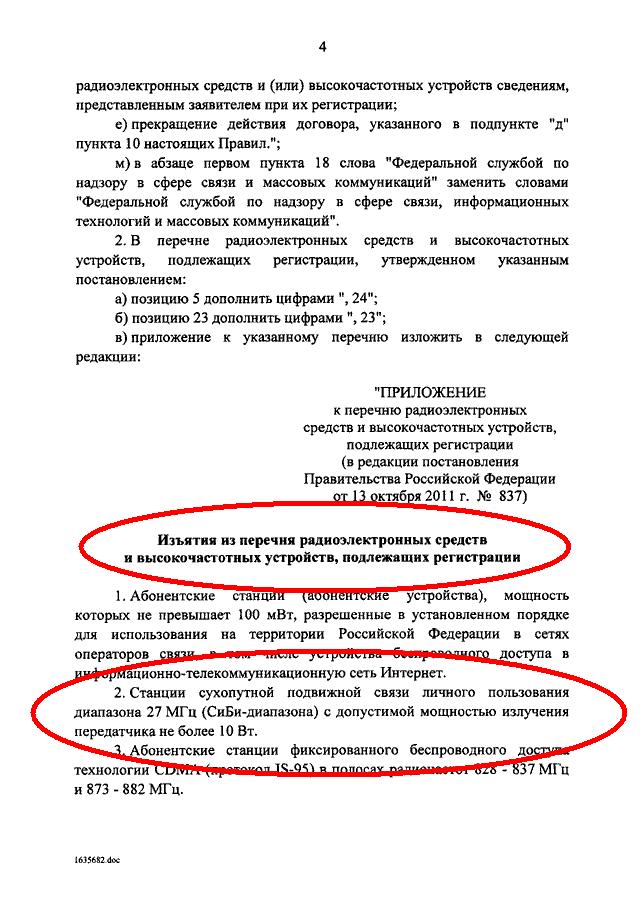 4
радиоэлектронных средств и (или) высокочастотных устройств сведениям,
представленным заявителем при их регистрации;
е) прекращение действия договора, указанного в подпункте "д"
пункта 10 настоящих Правил.";
м) в абзаце первом пункта 18 слова "Федеральной службой по
надзору в сфере связи и массовых коммуникаций" заменить словами
"Федеральной службой по надзору в сфере связи, информационных
технологий и массовых коммуникаций".
2. В перечне радиоэлектронных средств и высокочастотных
устройств, подлежащих регистрации, утвержденном указанным
постановлением:
а) позицию 5 дополнить цифрами ", 24";
б) позицию 23 дополнить цифрами ", 23";
в) приложение к указанному перечню изложить в следующей
редакции:
"ПРИЛОЖЕНИЕ
к перечню радиоэлектронных
средств и высокочастотных устройств,
подлежащих регистрации
(в редакции постановления
Правительства Российской Федерации
от 13 октября 2011 г. № 837)
Изъятия из перечня радиоэлектронных средств
и высокочастотных устройств, подлежащих регистрации
1. Абонентские станции (абонентские устройства), мощность
которых не превышает 100 мВт, разрешенные в установленном порядке
для использования на территории Российской Федерации в сетях
операторов связи, в том числе устройства беспроводного доступа в
информационно-телекоммуникационную сеть Интернет.
2. Станции сухопутной подвижной связи личного пользования
диапазона 27 МГц (СиБи-диапазона) с допустимой мощностью излучения
передатчика не более 10 Вт.
3. Абонентские станции фиксированного беспроводного доступа
технологии CDMA (протокол IS-95) в полосах радиочастот 828 - 837 МГц
и 873 - 882 МГц.
1635682.doc